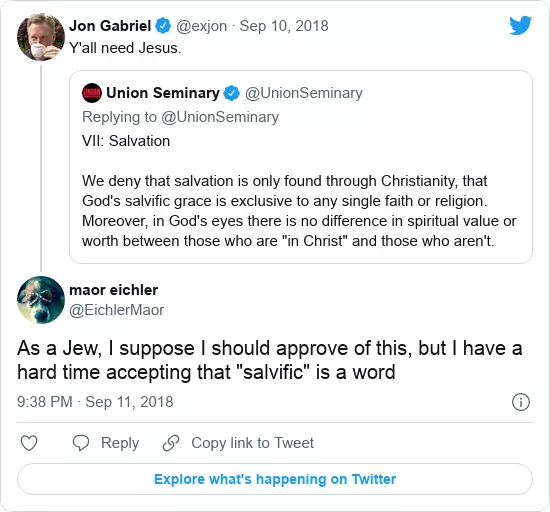 Jon Gabriel @exjon · Sep 10, 2018
Y'all need Jesus.
Union Seminary @UnionSeminary
Replying to @UnionSeminary
VII: Salvation
We deny that salvation is only found through Christianity, that
God's salvific grace is exclusive to any single faith or religion.
Moreover, in God's eyes there is no difference in spiritual value or
worth between those who are "in Christ" and those who aren't.
maor eichler
@EichlerMaor
As a Jew, I suppose I should approve of this, but I have a
hard time accepting that "salvific" is a word
9:38 PM · Sep 11, 2018
Reply Copy link to Tweet
Explore what's happening on Twitter